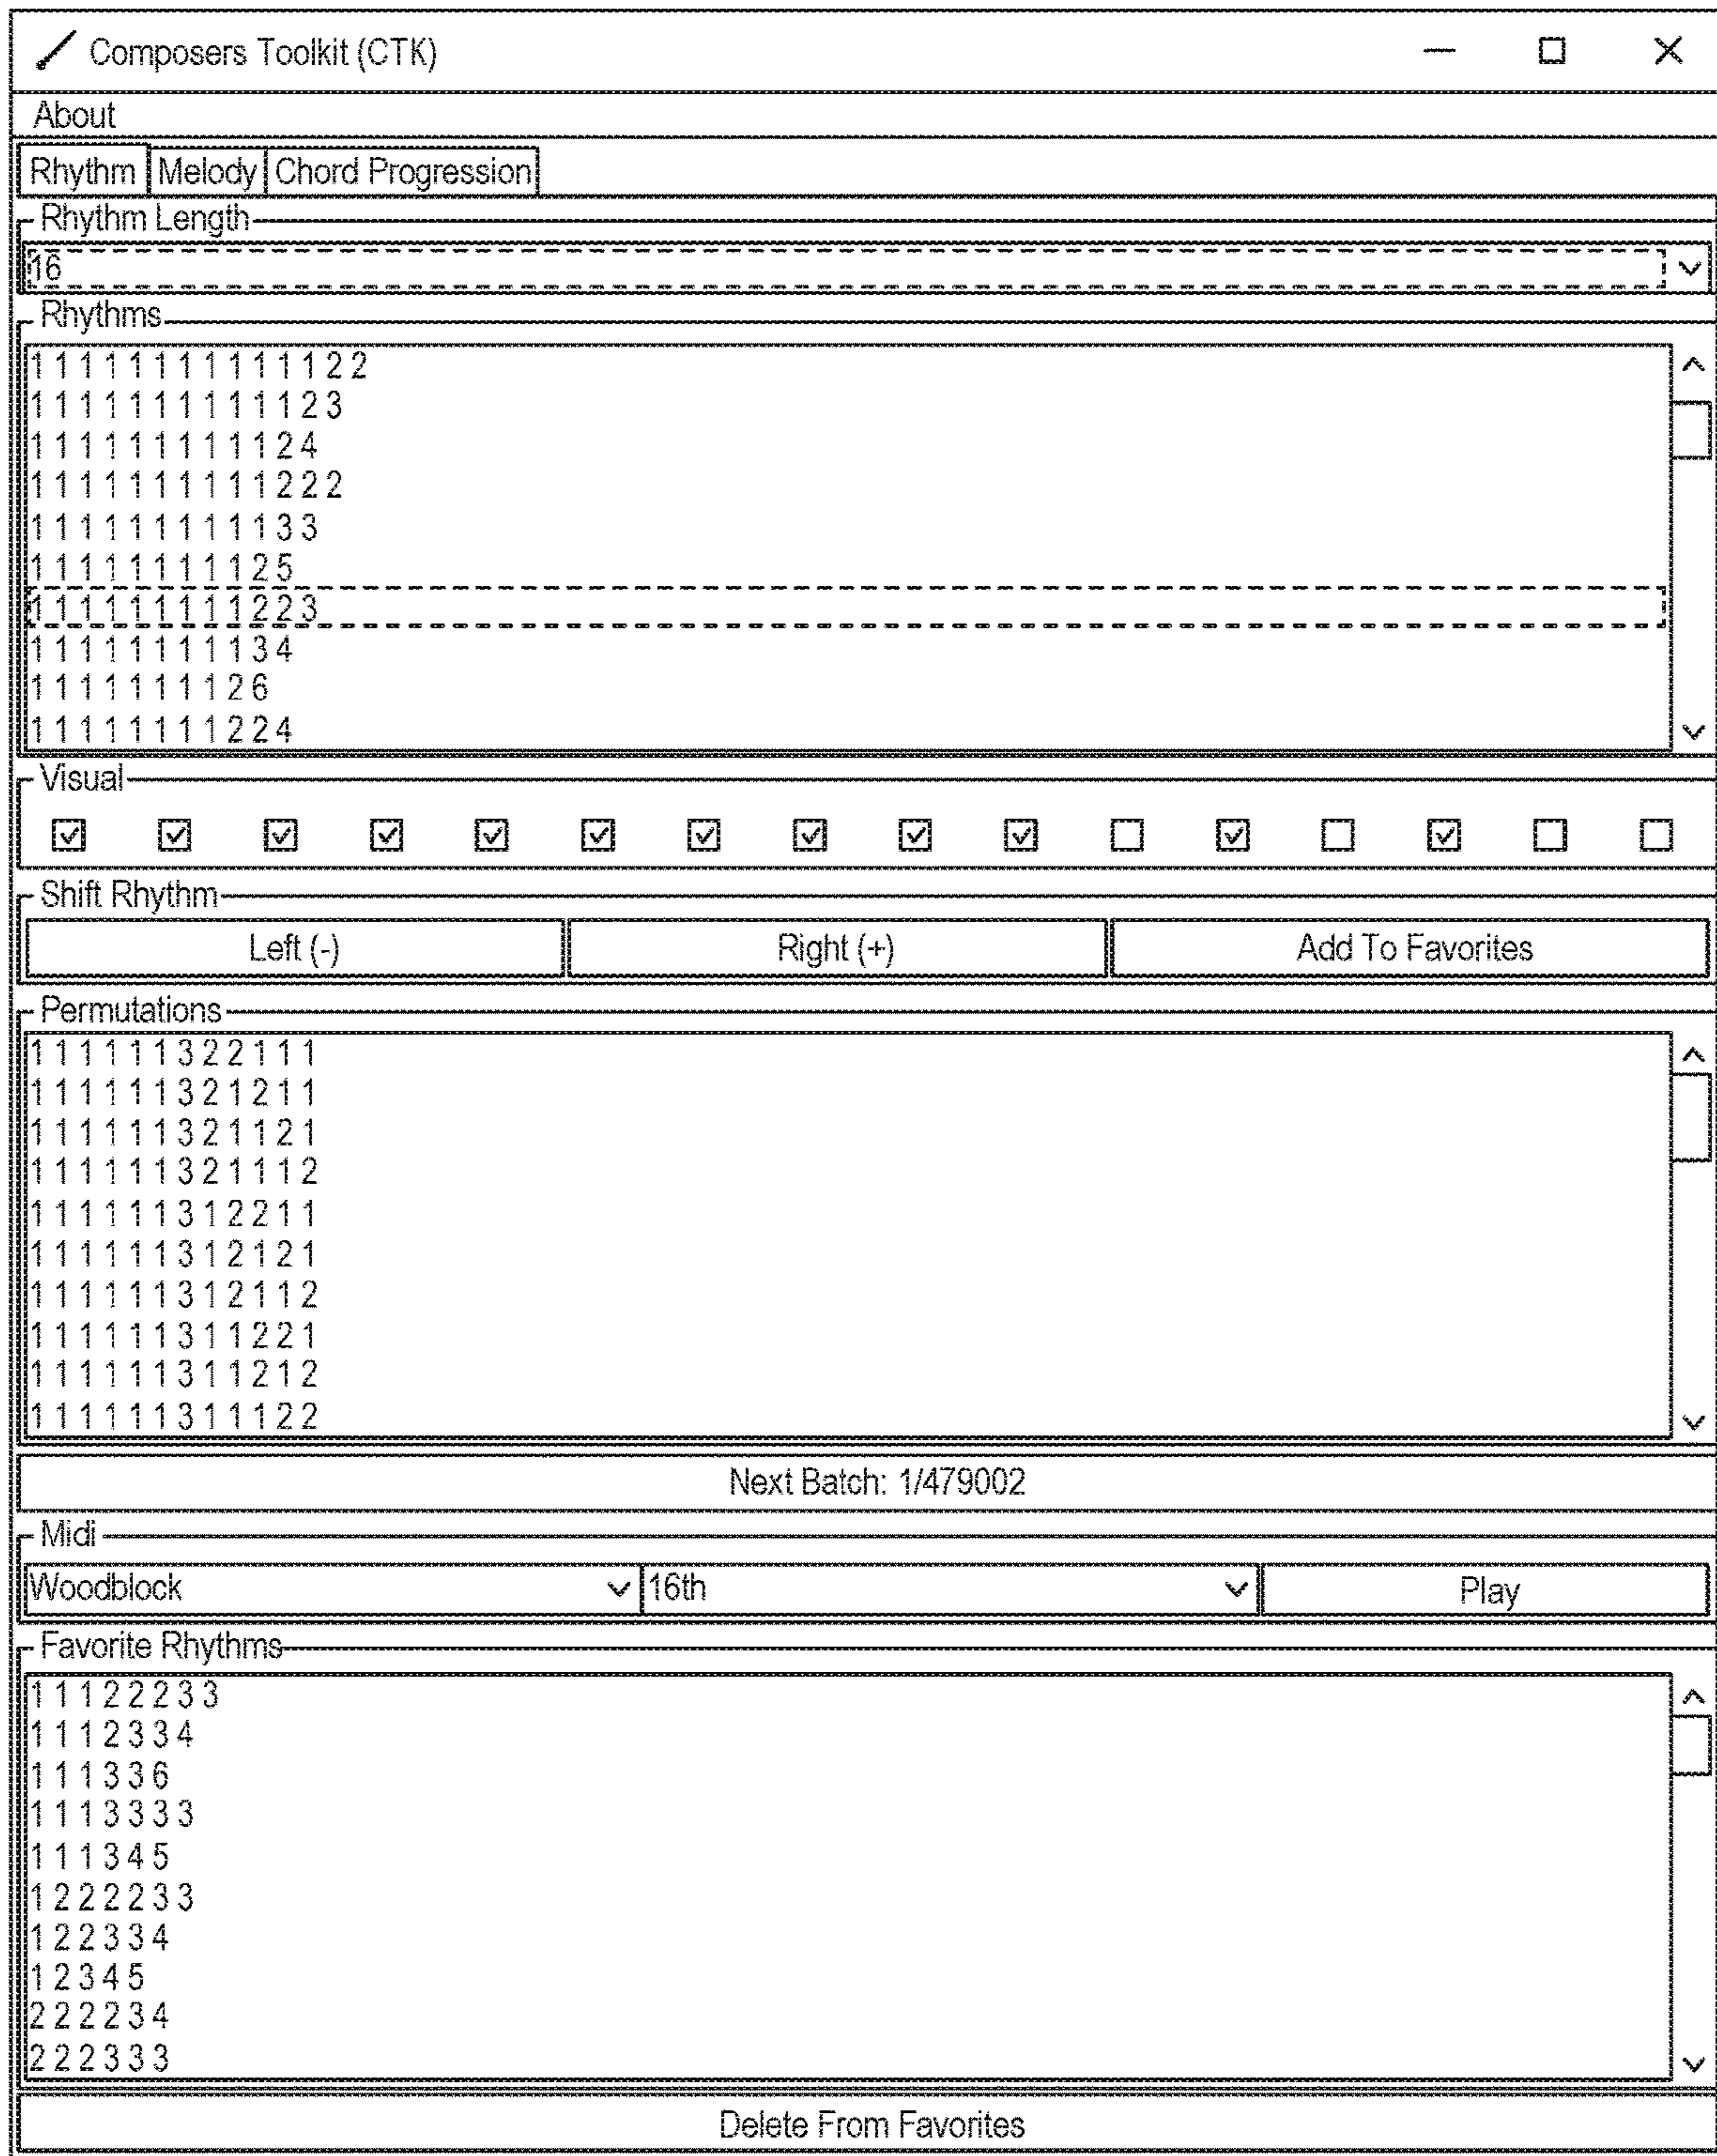 Composers Toolkit (CTK)
About
Rhythm Melody Chord Progression
Rhythm Length
16
Rhythms
1 1 1 1 1 1 1 1 1 1 1 1 2 2
1 1 1 1 1 1 1 1 1 1 1 2 3
1 1 1 1 1 1 1 1 1 1 2 4
1 1 1 1 1 1 1 1 1 1 2 2 2
1 1 1 1 1 1 1 1 1 1 3 3
1 1 1 1 1 1 1 1 1 2 5
1 1 1 1 1 1 1 1 1 2 2 3
1 1 1 1 1 1 1 1 1 3 4
1 1 1 1 1 1 1 1 2 6
1 1 1 1 1 1 1 1 2 2 4
Visual
Shift Rhythm
Left (-) Right (+) Add To Favorites
Permutations
1 1 1 1 1 1 3 2 2 1 1 1
1 1 1 1 1 1 3 2 1 2 1 1
1 1 1 1 1 1 3 2 1 1 2 1
1 1 1 1 1 1 3 2 1 1 1 2
1 1 1 1 1 1 3 1 2 2 1 1
1 1 1 1 1 1 3 1 2 1 2 1
1 1 1 1 1 1 3 1 2 1 1 2
1 1 1 1 1 1 3 1 1 2 2 1
1 1 1 1 1 1 3 1 1 2 1 2
1 1 1 1 1 1 3 1 1 1 2 2
Next Batch: 1/479002
Midi
Woodblock 16th Play
Favorite Rhythms
1 1 1 2 2 2 3 3
1 1 1 2 3 3 4
1 1 1 3 3 6
1 1 1 3 3 3 3
1 1 1 3 4 5
1 2 2 2 2 3 3
1 2 2 3 3 4
1 2 3 4 5
2 2 2 2 3 4
2 2 2 3 3 3
Delete From Favorites